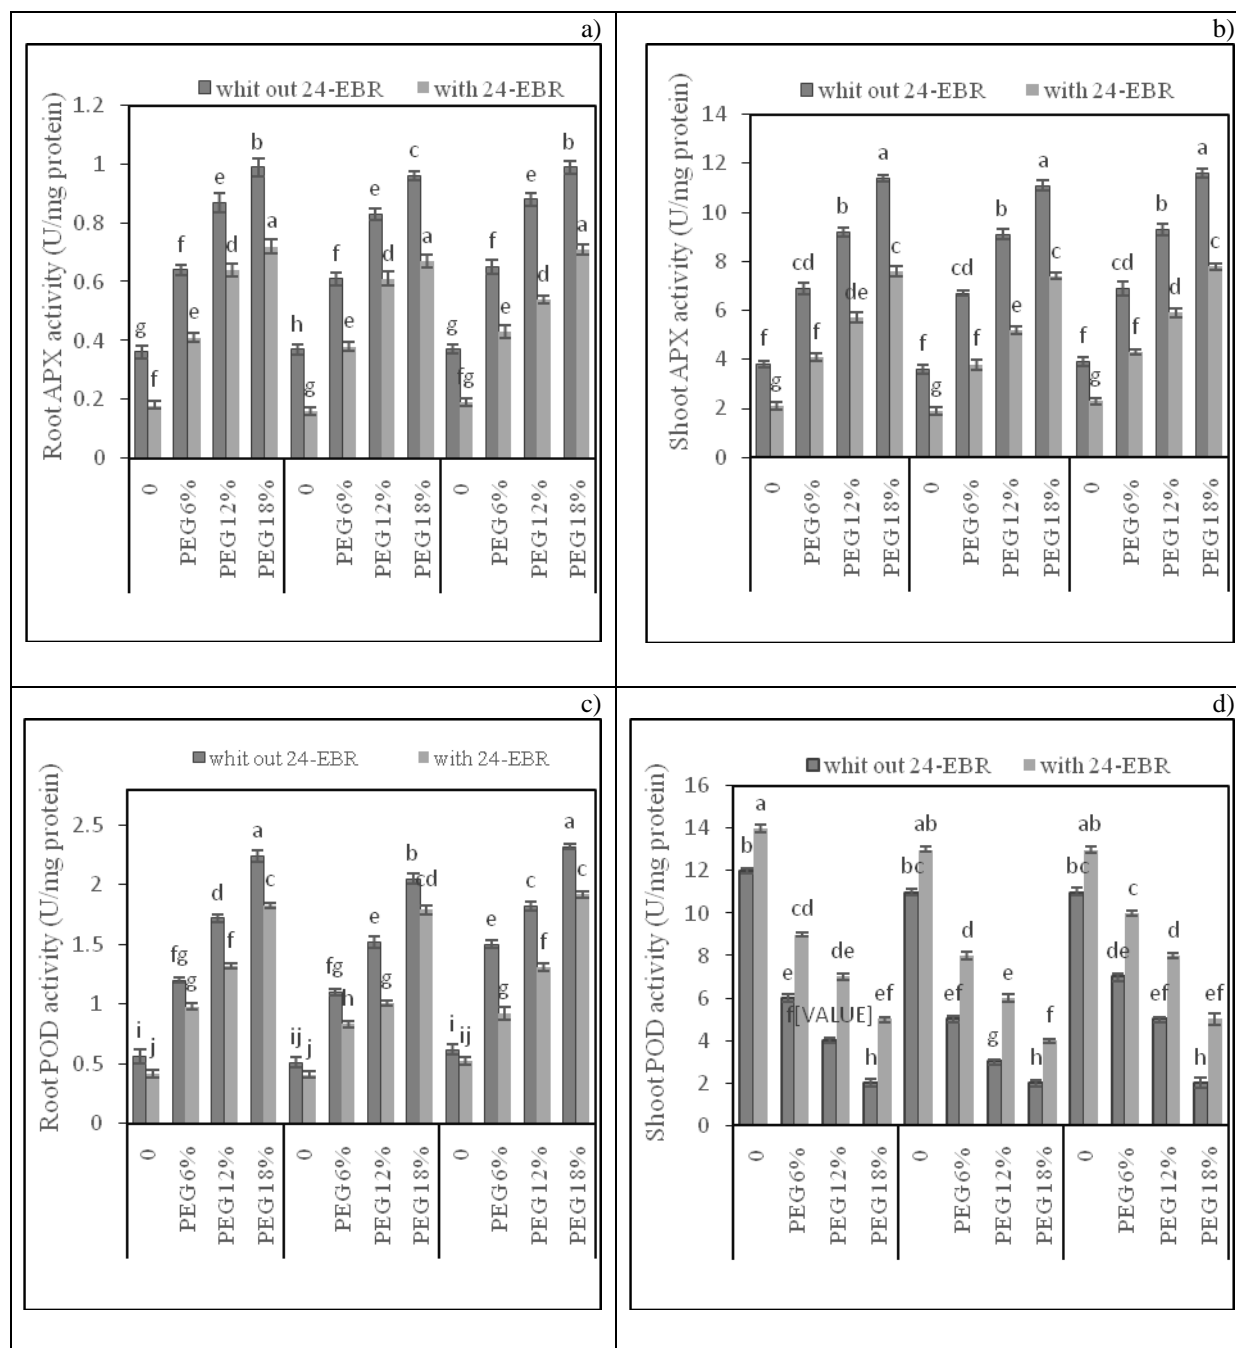 a)
whit out 24-EBR with 24-EBR
Root APX activity (U/mg protein)
1.2
1
0.8
0.6
0.4
0.2
0
g f f e e d b a h g f e e d c a g fg f e e d b a
0 PEG6% PEG12% PEG18% 0 PEG6% PEG12% PEG18% 0 PEG6% PEG12% PEG18%
b)
whit out 24-EBR with 24-EBR
Shoot APX activity (U/mg protein)
14
12
10
8
6
4
2
0
f g cd f b de a c f g cd f b e a c f g cd f b d a c
0 PEG6% PEG12% PEG18% 0 PEG6% PEG12% PEG18% 0 PEG6% PEG12% PEG18%
c)
whit out 24-EBR with 24-EBR
Root POD activity (U/mg protein)
2.5
2
1.5
1
0.5
0
i j fg g d f a c ij j fg h e g b cd i ij e g c f a c
0 PEG6% PEG12% PEG18% 0 PEG6% PEG12% PEG18% 0 PEG6% PEG12% PEG18%
d)
whit out 24-EBR with 24-EBR
Shoot POD activity (U/mg protein)
16
14
12
10
8
6
4
2
0
b a e cd f[VALUE] de h ef bc ab ef d g e h f bc ab de c ef d h ef
0 PEG6% PEG12% PEG18% 0 PEG6% PEG12% PEG18% 0 PEG6% PEG12% PEG18%